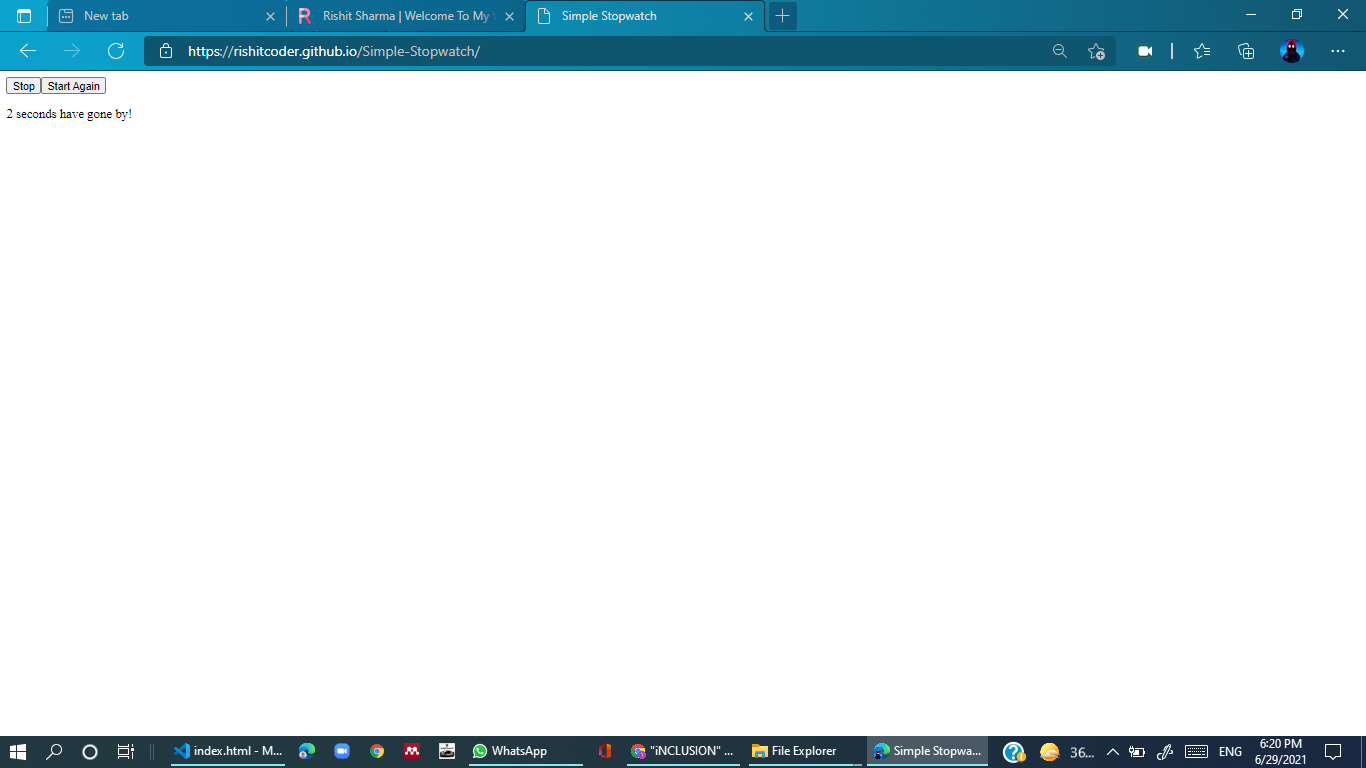 New tab
Rishit Sharma | Welcome To My
Simple Stopwatch
https://rishitcoder.github.io/Simple-Stopwatch/
Stop Start Again
2 seconds have gone by!
index.html - M...
WhatsApp
"iNCLUSION" ...
File Explorer
Simple Stopwa...
36...
ENG
6:20 PM
6/29/2021